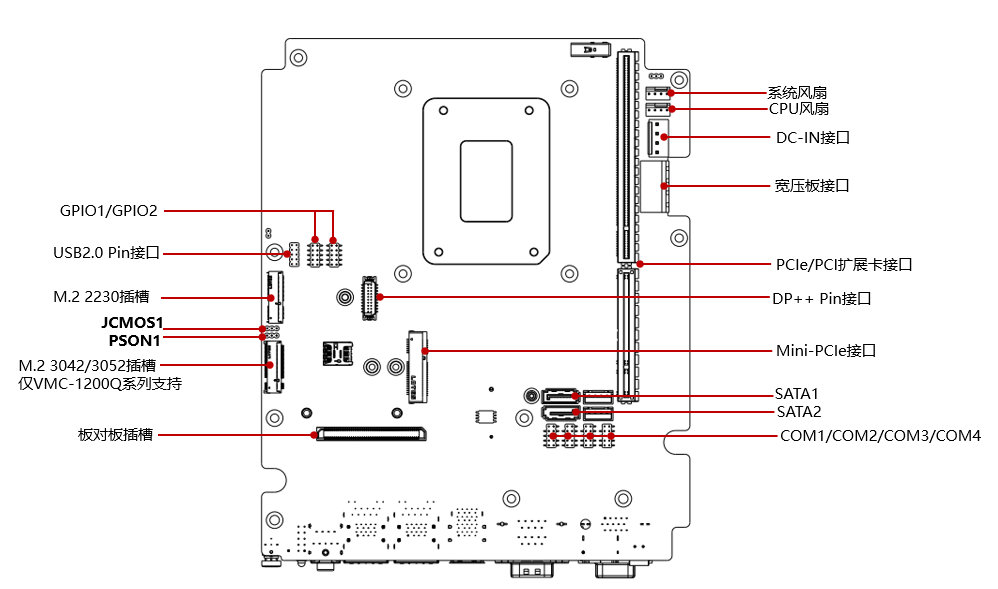 系统风扇
CPU风扇
DC-IN接口
宽压板接口
GPIO1/GPIO2
USB2.0 Pin接口
PCIe/PCI扩展卡接口
M.2 2230插槽
DP++ Pin接口
JCMOS1
PSON1
Mini-PCIe接口
M.2 3042/3052插槽
仅VMC-1200Q系列支持
SATA1
SATA2
板对板插槽
COM1/COM2/COM3/COM4